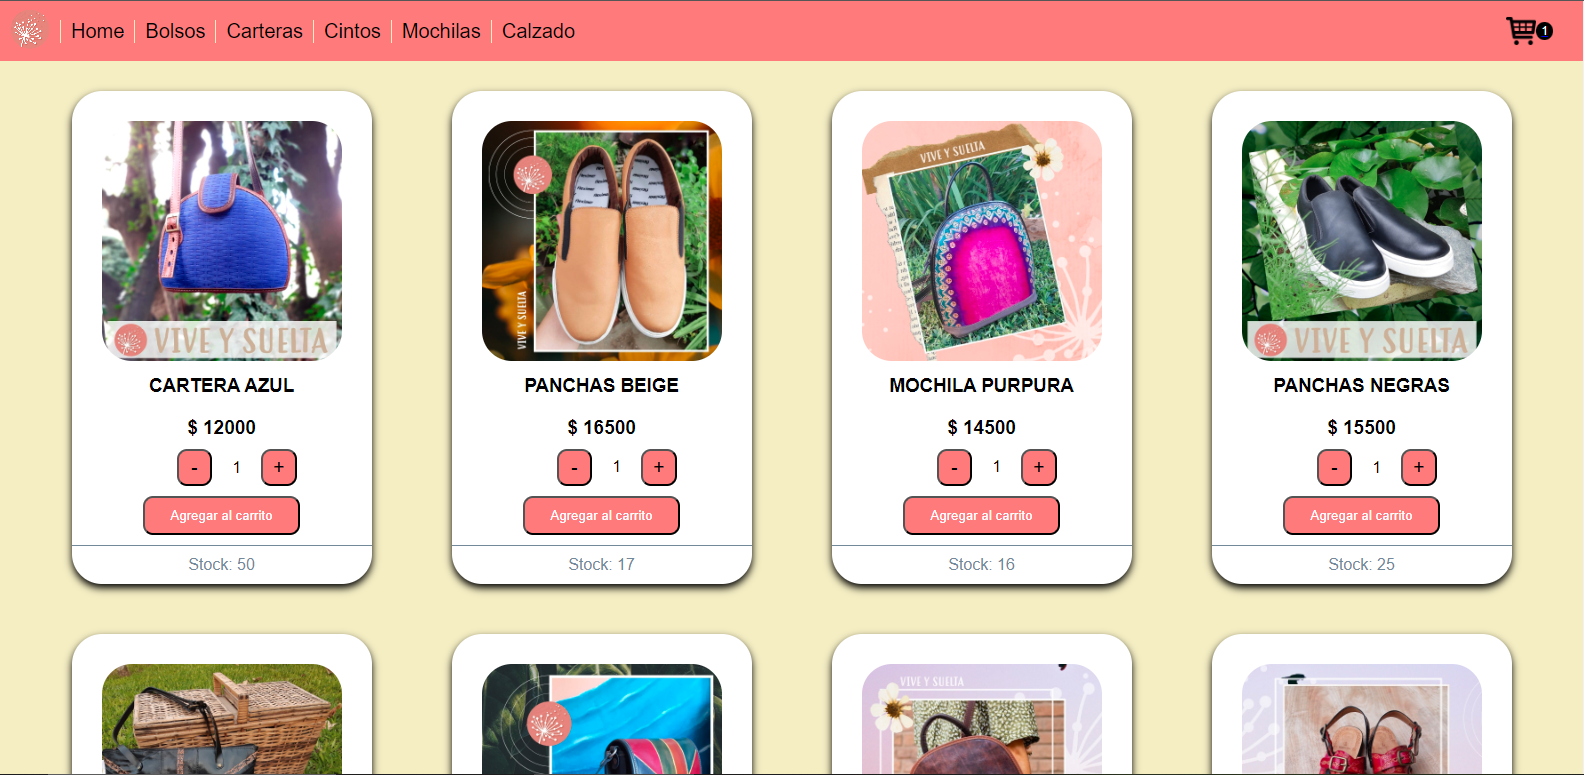 Home
Bolsos
Carteras
Cintos
Mochilas
Calzado
1
VIVE Y SUELTA
CARTERA AZUL
$ 12000
- 1 +
Agregar al carrito
Stock: 50
VIVE Y SUELTA
PANCHAS BEIGE
$ 16500
- 1 +
Agregar al carrito
Stock: 17
VIVE Y SUELTA
MOCHILA PURPURA
$ 14500
- 1 +
Agregar al carrito
Stock: 16
VIVE Y SUELTA
PANCHAS NEGRAS
$ 15500
- 1 +
Agregar al carrito
Stock: 25
VIVE Y SUELTA